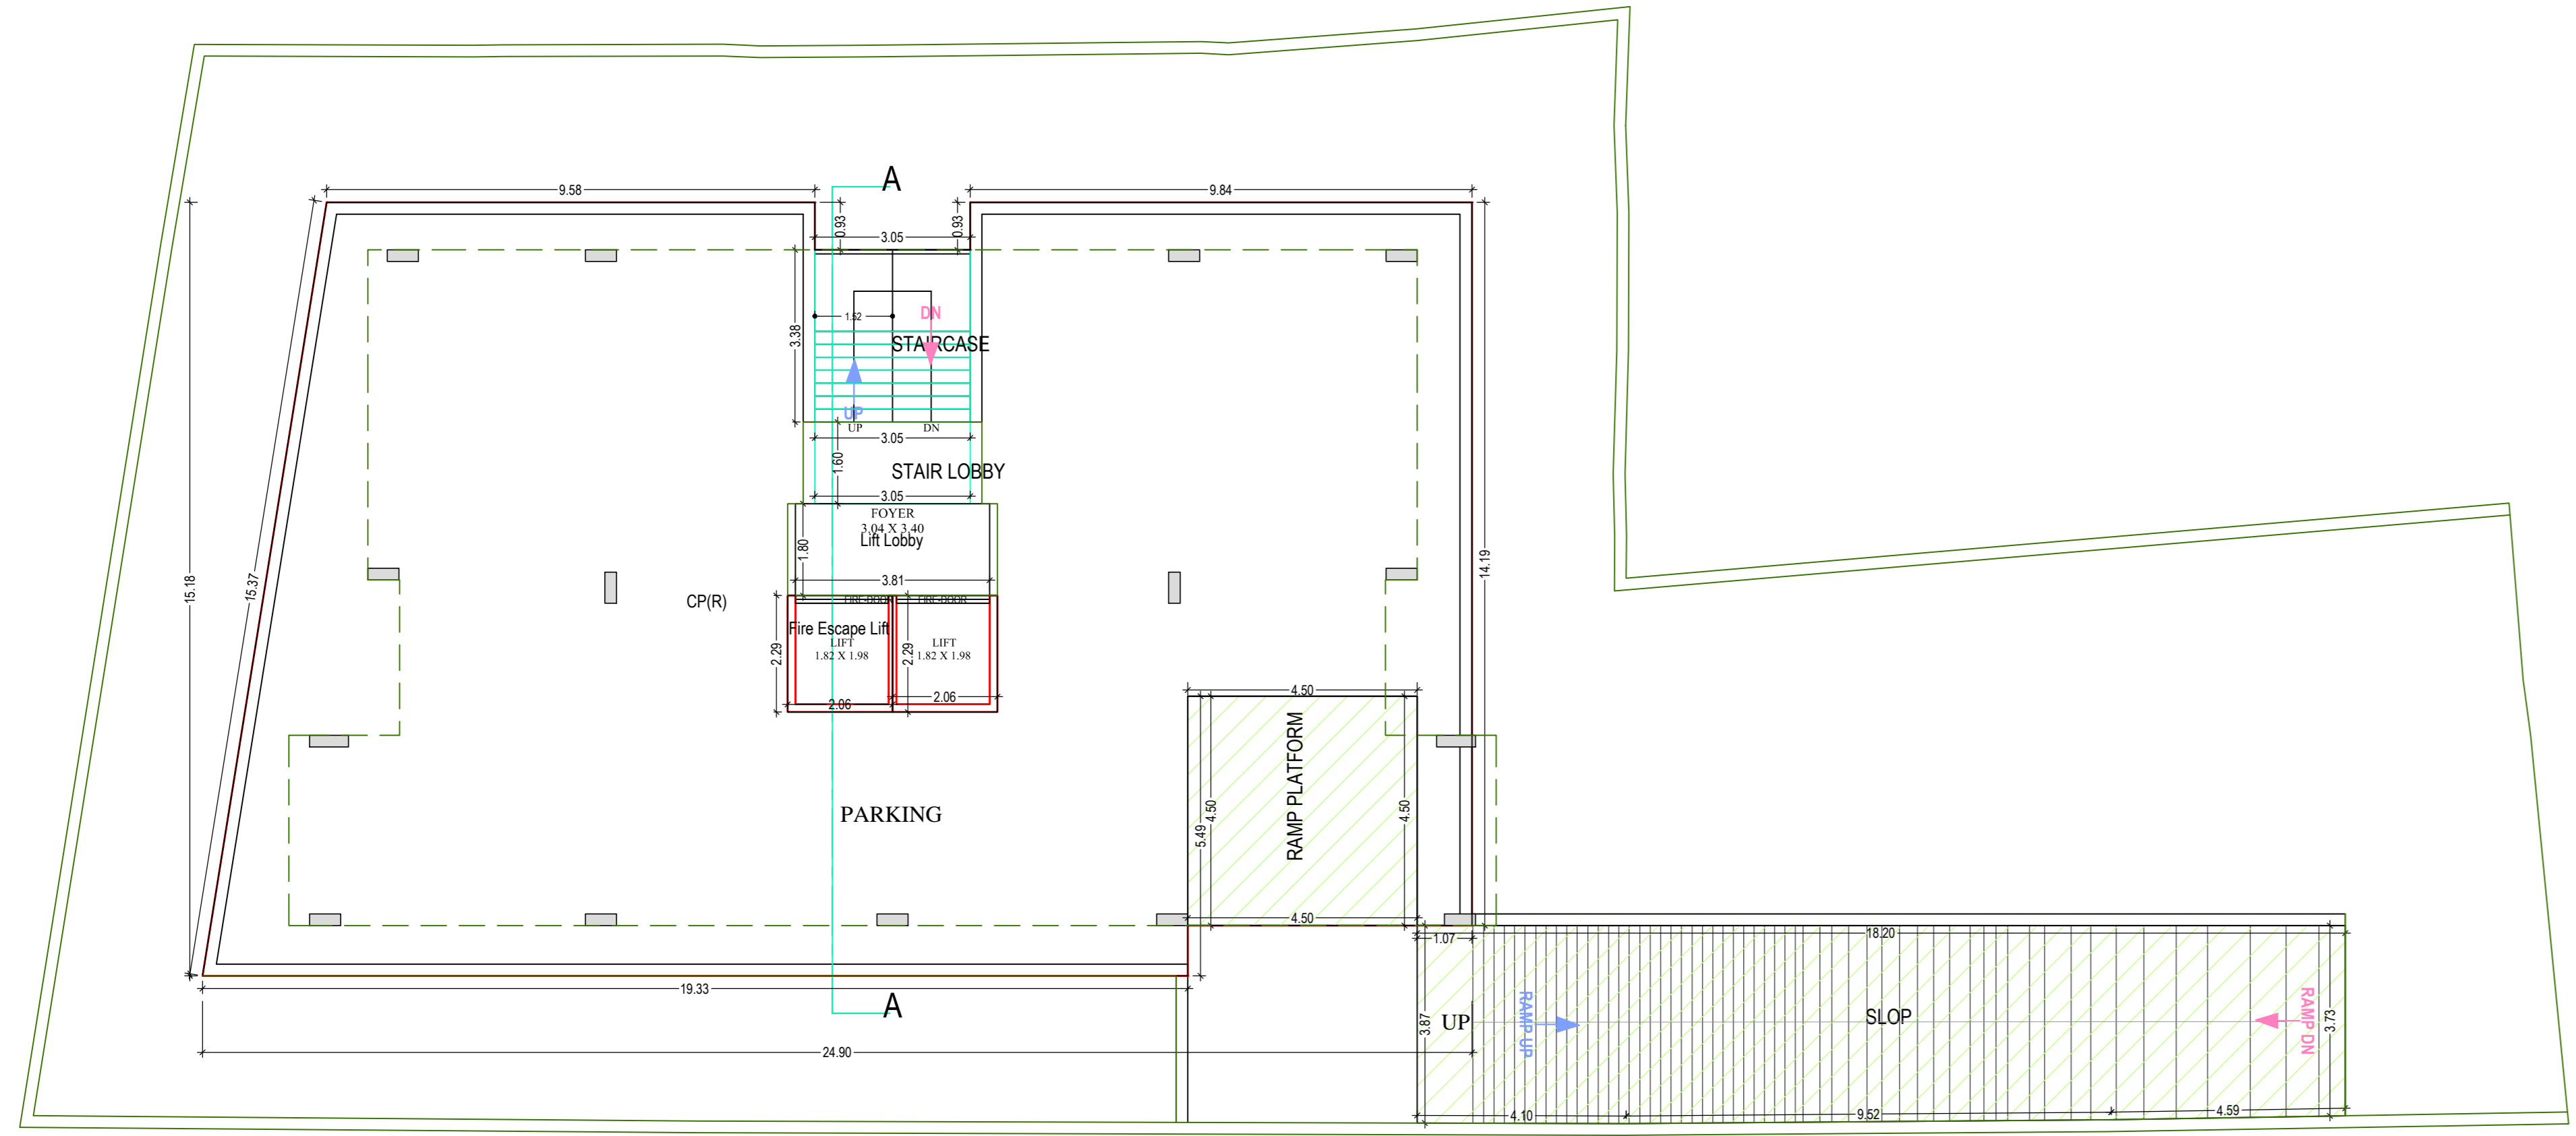 A
9.58
9.84
0.93
0.93
3.05
1.52
DN
STAIRCASE
3.38
UP
UP
DN
3.05
1.60
STAIR LOBBY
3.05
FOYER
3.04 X 3.40
Lift Lobby
1.80
3.81
15.18
15.37
14.19
CP(R)
FIRE-DOOR
FIRE-DOOR
Fire Escape Lift
LIFT
1.82 X 1.98
LIFT
1.82 X 1.98
2.29
2.29
2.06
2.06
4.50
RAMP PLATFORM
PARKING
5.49
4.50
4.50
4.50
1.07
18.20
19.33
A
3.87
UP
RAMP UP
SLOP
RAMP DN
3.73
24.90
4.10
9.52
4.59